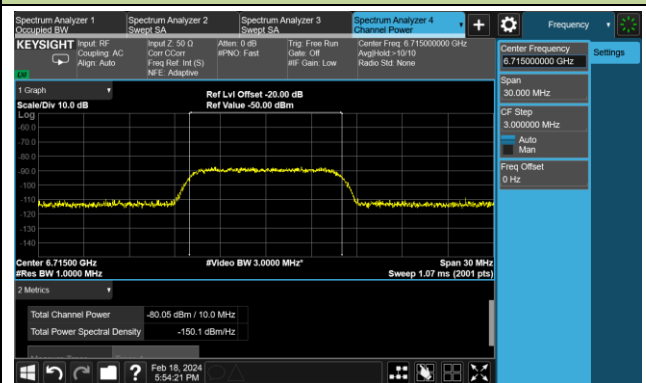 Spectrum Analyzer 1
Occupied BW
Spectrum Analyzer 2
Swept SA
Spectrum Analyzer 3
Swept SA
Spectrum Analyzer 4
Channel Power
Frequency
KEYSIGHT
Input: RF
Coupling: AC
Align: Auto
Input Z: 50 Ω
Corr CCorr
Freq Ref: Int (S)
NFE: Adaptive
Atten: 0 dB
#PNO: Fast
Trig: Free Run
Gate: Off
#IF Gain: Low
Center Freq: 6.715000000 GHz
Avg|Hold:>10/10
Radio Std: None
LXI
Center Frequency
6.715000000 GHz
Settings
Span
30.000 MHz
CF Step
3.000000 MHz
Auto
Man
Freq Offset
0 Hz
1 Graph
Scale/Div 10.0 dB
Ref Lvl Offset -20.00 dB
Ref Value -50.00 dBm
Log
-60.0
-70.0
-80.0
-90.0
-100
-110
-120
-130
-140
Center 6.71500 GHz
#Res BW 1.0000 MHz
#Video BW 3.0000 MHz*
Span 30 MHz
Sweep 1.07 ms (2001 pts)
2 Metrics
Total Channel Power -80.05 dBm / 10.0 MHz
Total Power Spectral Density -150.1 dBm/Hz
Feb 18, 2024
5:54:21 PM